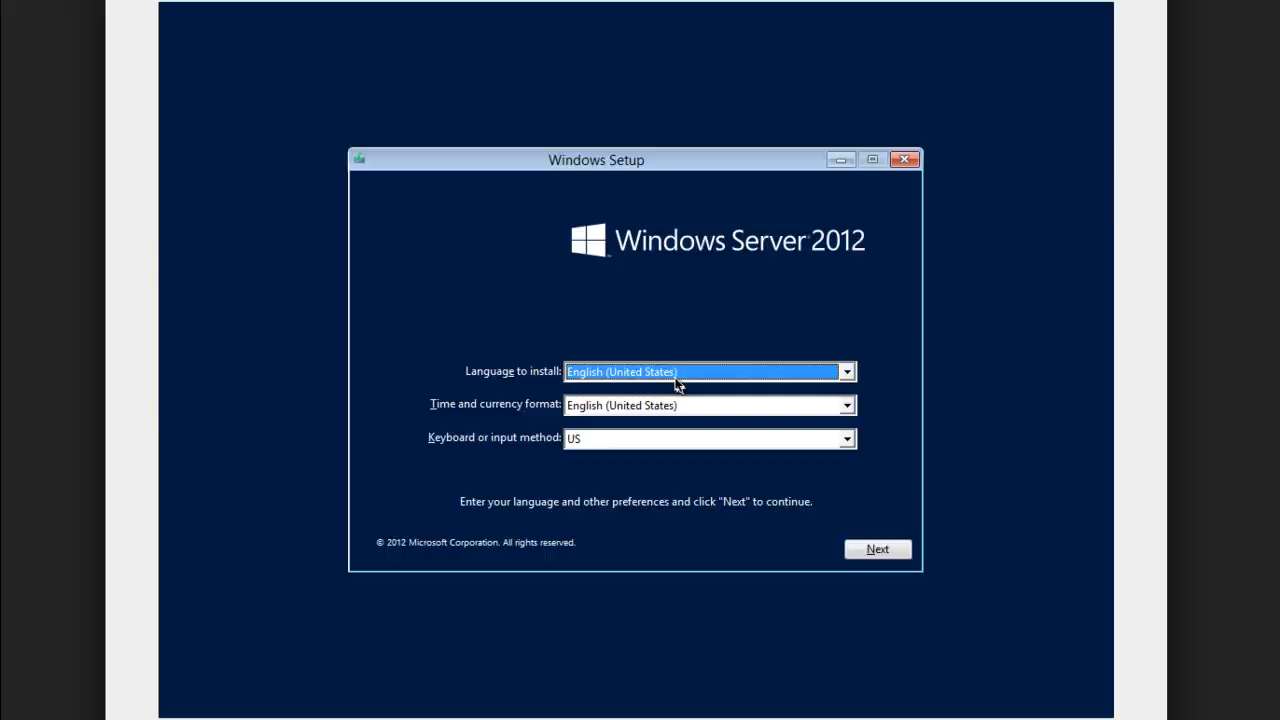 Windows Setup
Windows Server 2012
Language to install: English (United States)
Time and currency format: English (United States)
Keyboard or input method: US
Enter your language and other preferences and click "Next" to continue.
© 2012 Microsoft Corporation. All rights reserved.
Next